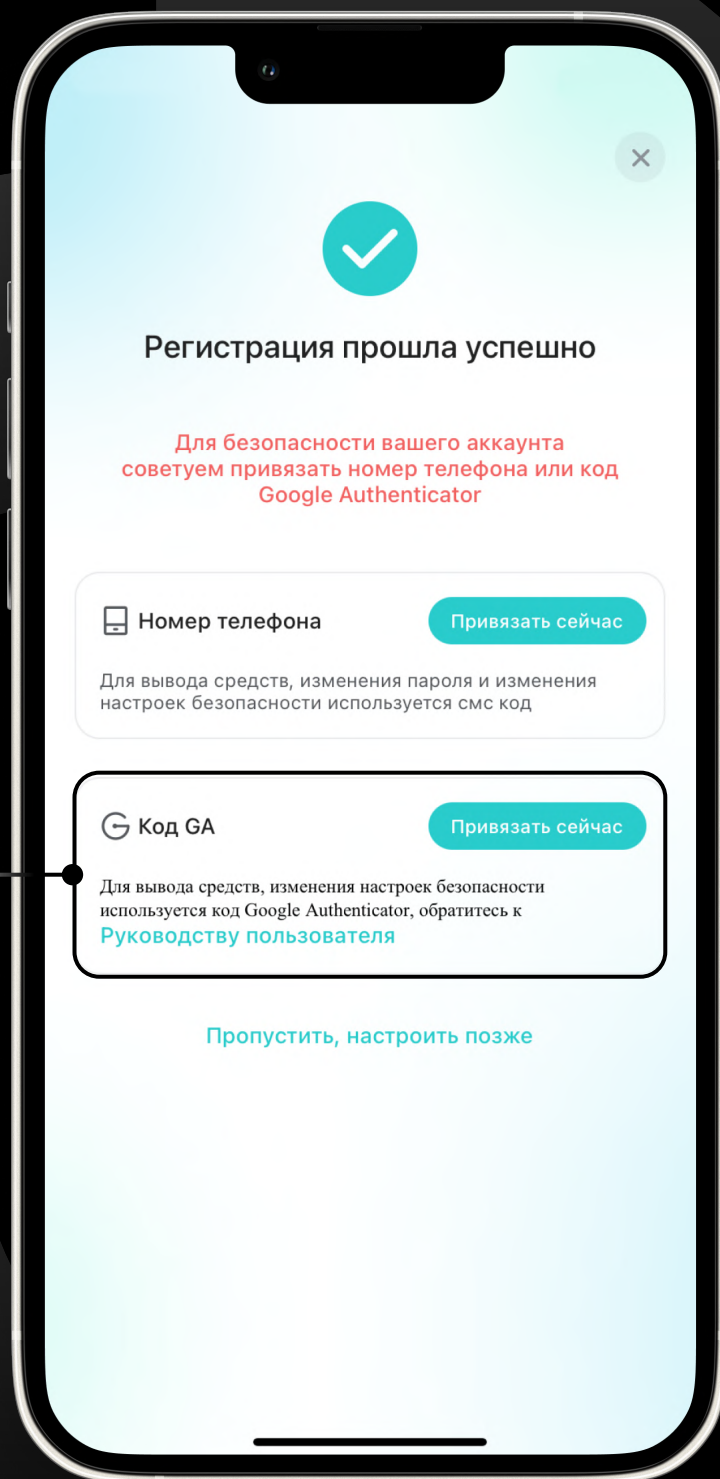 Регистрация прошла успешно
Для безопасности вашего аккаунта
советуем привязать номер телефона или код
Google Authenticator
Номер телефона
Привязать сейчас
Для вывода средств, изменения пароля и изменения
настроек безопасности используется смс код
Код GA
Привязать сейчас
Для вывода средств, изменения настроек безопасности
используется код Google Authenticator, обратитесь к
Руководству пользователя
Пропустить, настроить позже